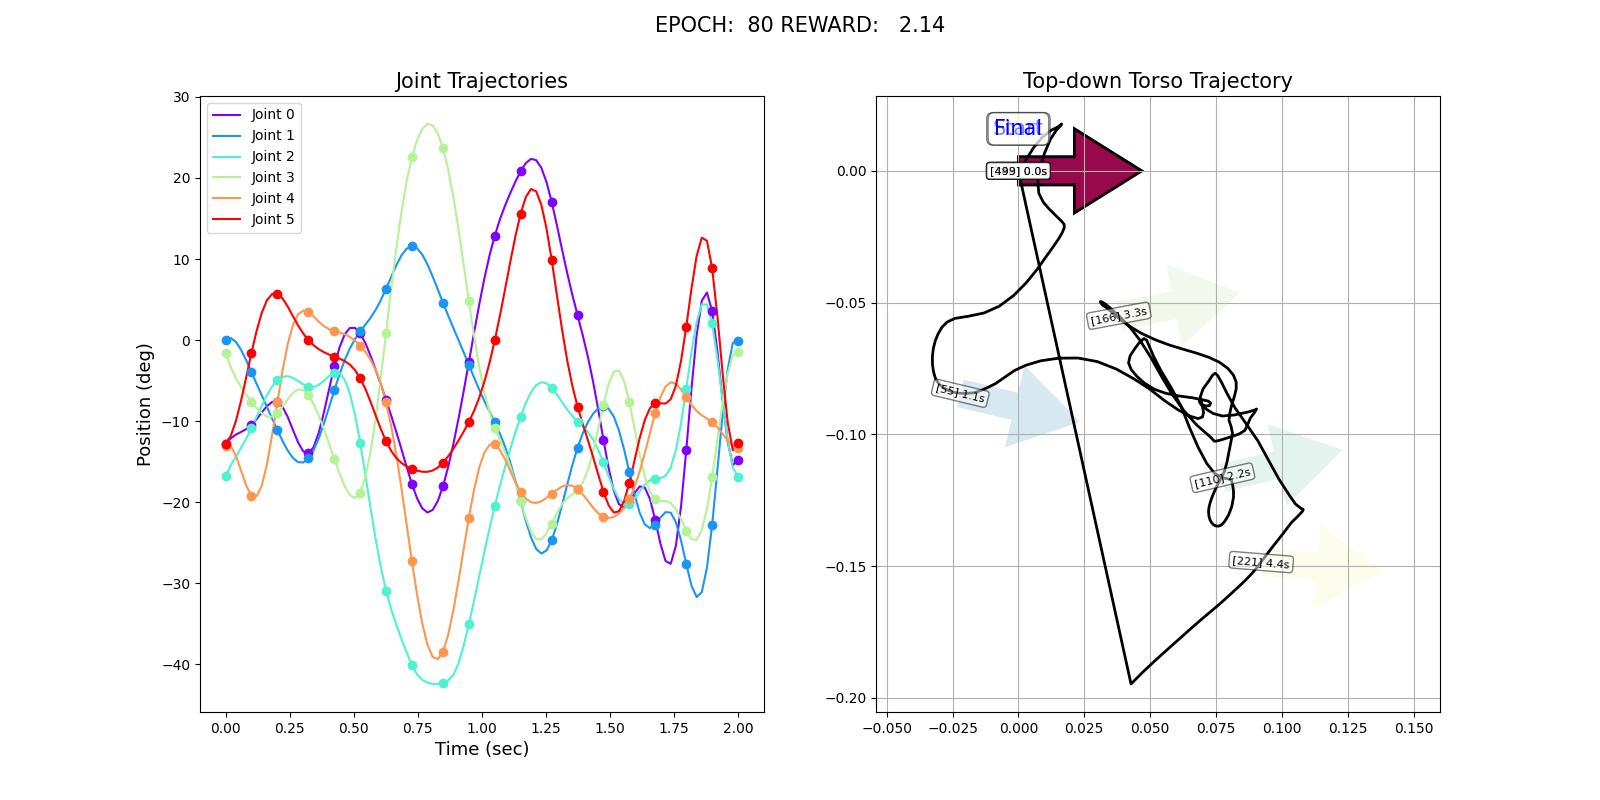 EPOCH:  80 REWARD:   2.14
Joint Trajectories
30
20
10
0
−10
−20
−30
−40
Position (deg)
Joint 0
Joint 1
Joint 2
Joint 3
Joint 4
Joint 5
0.00
0.25
0.50
0.75
1.00
1.25
1.50
1.75
2.00
Time (sec)
Top-down Torso Trajectory
0.00
−0.05
−0.10
−0.15
−0.20
Final
[499] 0.0s
[166] 3.3s
[55] 1.1s
[110] 2.2s
[221] 4.4s
−0.050
−0.025
0.000
0.025
0.050
0.075
0.100
0.125
0.150